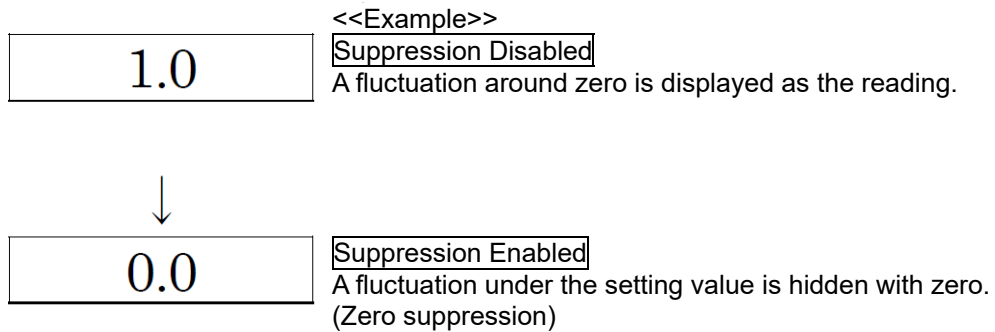 <<Example>>
Suppression Disabled
1.0
A fluctuation around zero is displayed as the reading.
↓
Suppression Enabled
0.0
A fluctuation under the setting value is hidden with zero.
(Zero suppression)